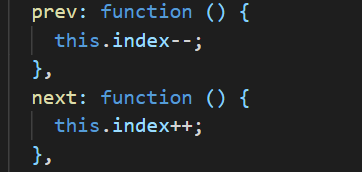 prev: function () {
this.index--;
},
next: function () {
this.index++;
},